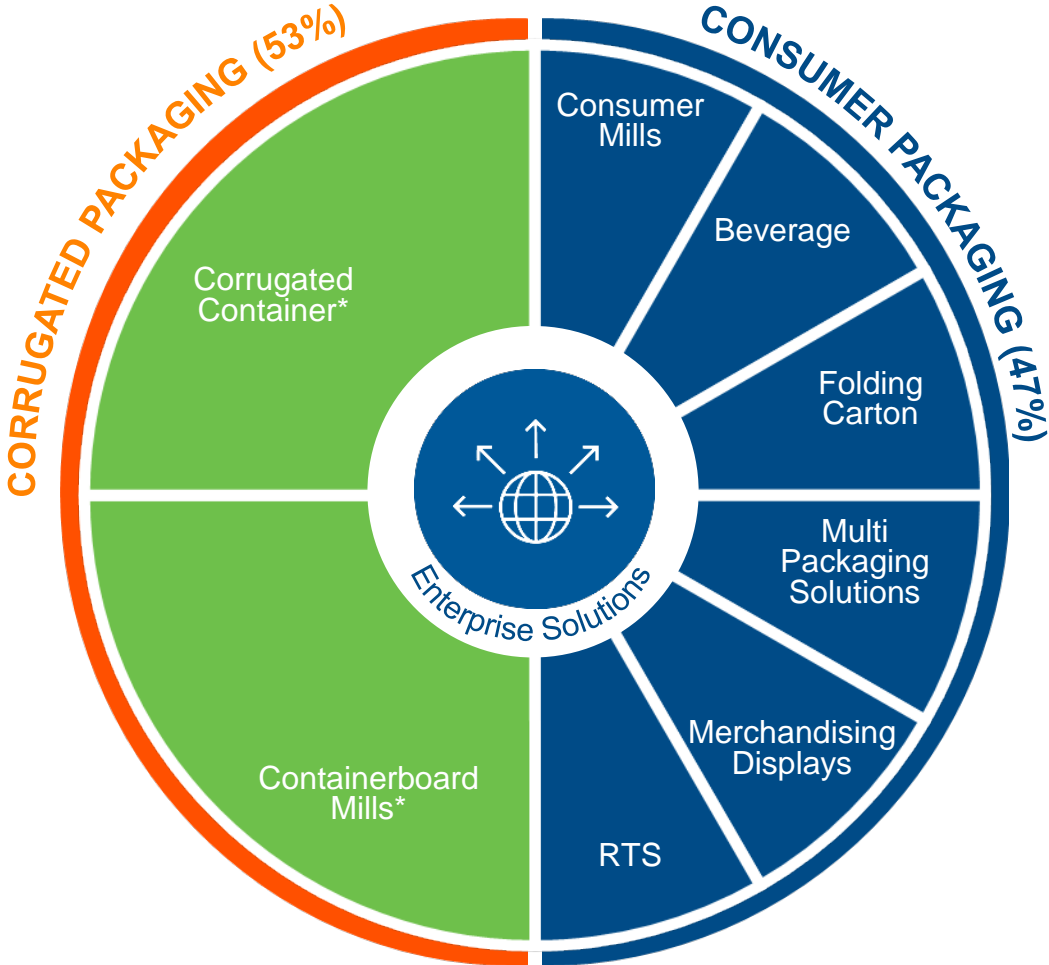 CORRUGATED PACKAGING (53%)
CONSUMER PACKAGING (47%)
Consumer
Mills
Beverage
Corrugated
Container*
Folding
Carton
Multi
Packaging
Solutions
Enterprise Solutions
Merchandising
Displays
Containerboard
Mills*
RTS